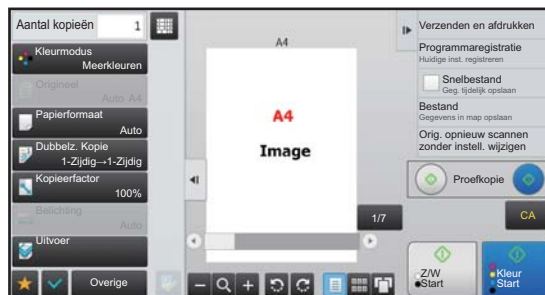 Aantal kopieën 1
Kleurmodus
Meerkleuren
Origineel
Auto A4
Papierformaat
Auto
Dubbelz. Kopie
1-Zijdig→1-Zijdig
Kopieerfactor
100%
Belichting
Auto
Uitvoer
Overige
A4
A4
Image
1/7
Verzenden en afdrukken
Programmaregistratie
Huidige inst. registreren
Snelbestand
Geg. tijdelijk opslaan
Bestand
Gegevens in map opslaan
Orig. opnieuw scannen
zonder instell. wijzigen
Proefkopie
CA
Z/W
Start
Kleur
Start